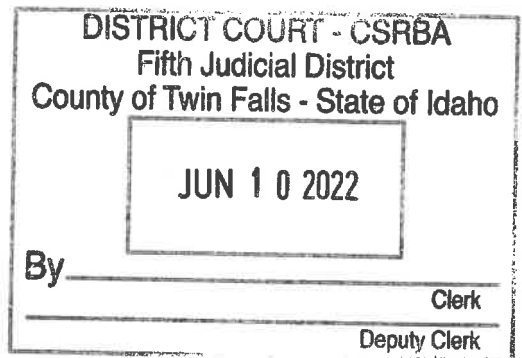 DISTRICT COURT - CSRBA
Fifth Judicial District
County of Twin Falls - State of Idaho
JUN 10 2022
By
Clerk
Deputy Clerk